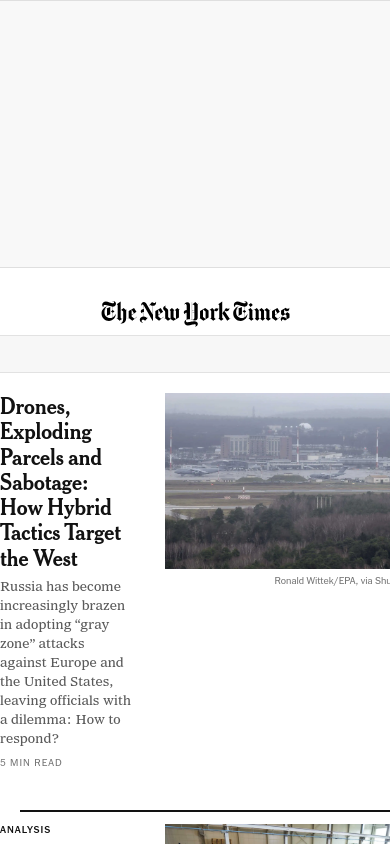 The New York Times
Drones,
Exploding
Parcels and
Sabotage:
How Hybrid
Tactics Target
the West
Russia has become
increasingly brazen
in adopting “gray
zone” attacks
against Europe and
the United States,
leaving officials with
a dilemma: How to
respond?
5 MIN READ
Ronald Wittek/EPA, via Shu
ANALYSIS